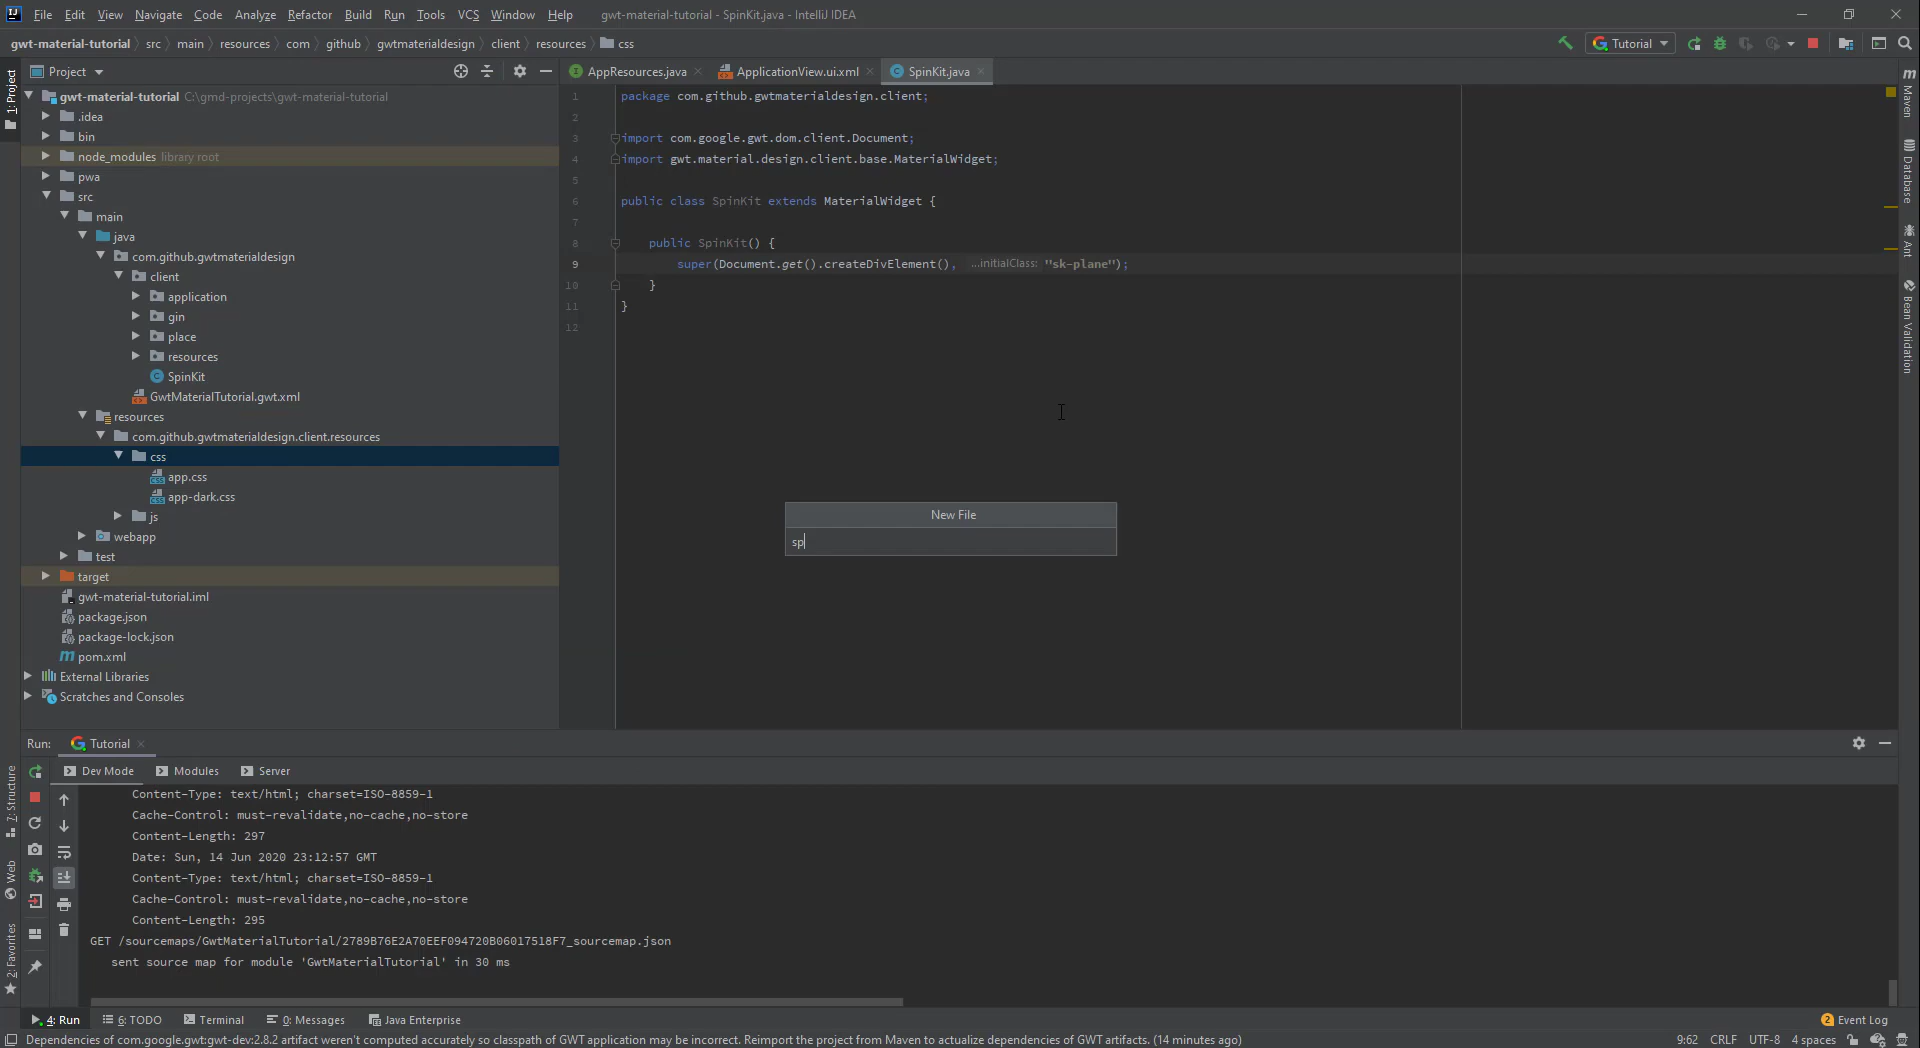 File Edit View Navigate Code Analyze Refactor Build Run Tools VCS Window Help gwt-material-tutorial - SpinKit.java - IntelliJ IDEA
gwt-material-tutorial src main resources com github gwtmaterialdesign client resources css Tutorial
1: Project
Project
AppResources.java ApplicationView.ui.xml SpinKit.java
gwt-material-tutorial C:\gmd-projects\gwt-material-tutorial
.idea
bin
node_modules library root
pwa
src
main
java
com.github.gwtmaterialdesign
client
application
gin
place
resources
SpinKit
GwtMaterialTutorial.gwt.xml
resources
com.github.gwtmaterialdesign.client.resources
css
app.css
app-dark.css
js
webapp
test
target
gwt-material-tutorial.iml
package.json
package-lock.json
pom.xml
External Libraries
Scratches and Consoles
1 package com.github.gwtmaterialdesign.client;
2
3 import com.google.gwt.dom.client.Document;
4 import gwt.material.design.client.base.MaterialWidget;
5
6 public class SpinKit extends MaterialWidget {
7
8 public SpinKit() {
9 super(Document.get().createDivElement(), ...initialClass: "sk-plane");
10 }
11 }
12
New File
sp
m Maven
Database
Ant
Bean Validation
Run: Tutorial
Dev Mode Modules Server
Content-Type: text/html; charset=ISO-8859-1
Cache-Control: must-revalidate,no-cache,no-store
Content-Length: 297
Date: Sun, 14 Jun 2020 23:12:57 GMT
Content-Type: text/html; charset=ISO-8859-1
Cache-Control: must-revalidate,no-cache,no-store
Content-Length: 295
GET /sourcemaps/GwtMaterialTutorial/2789B76E2A70EEF094720B06017518F7_sourcemap.json
sent source map for module 'GwtMaterialTutorial' in 30 ms
7: Structure
Web
2: Favorites
4: Run 6: TODO Terminal 0: Messages Java Enterprise 2 Event Log
Dependencies of com.google.gwt:gwt-dev:2.8.2 artifact weren't computed accurately so classpath of GWT application may be incorrect. Reimport the project from Maven to actualize dependencies of GWT artifacts. (14 minutes ago) 9:62 CRLF UTF-8 4 spaces